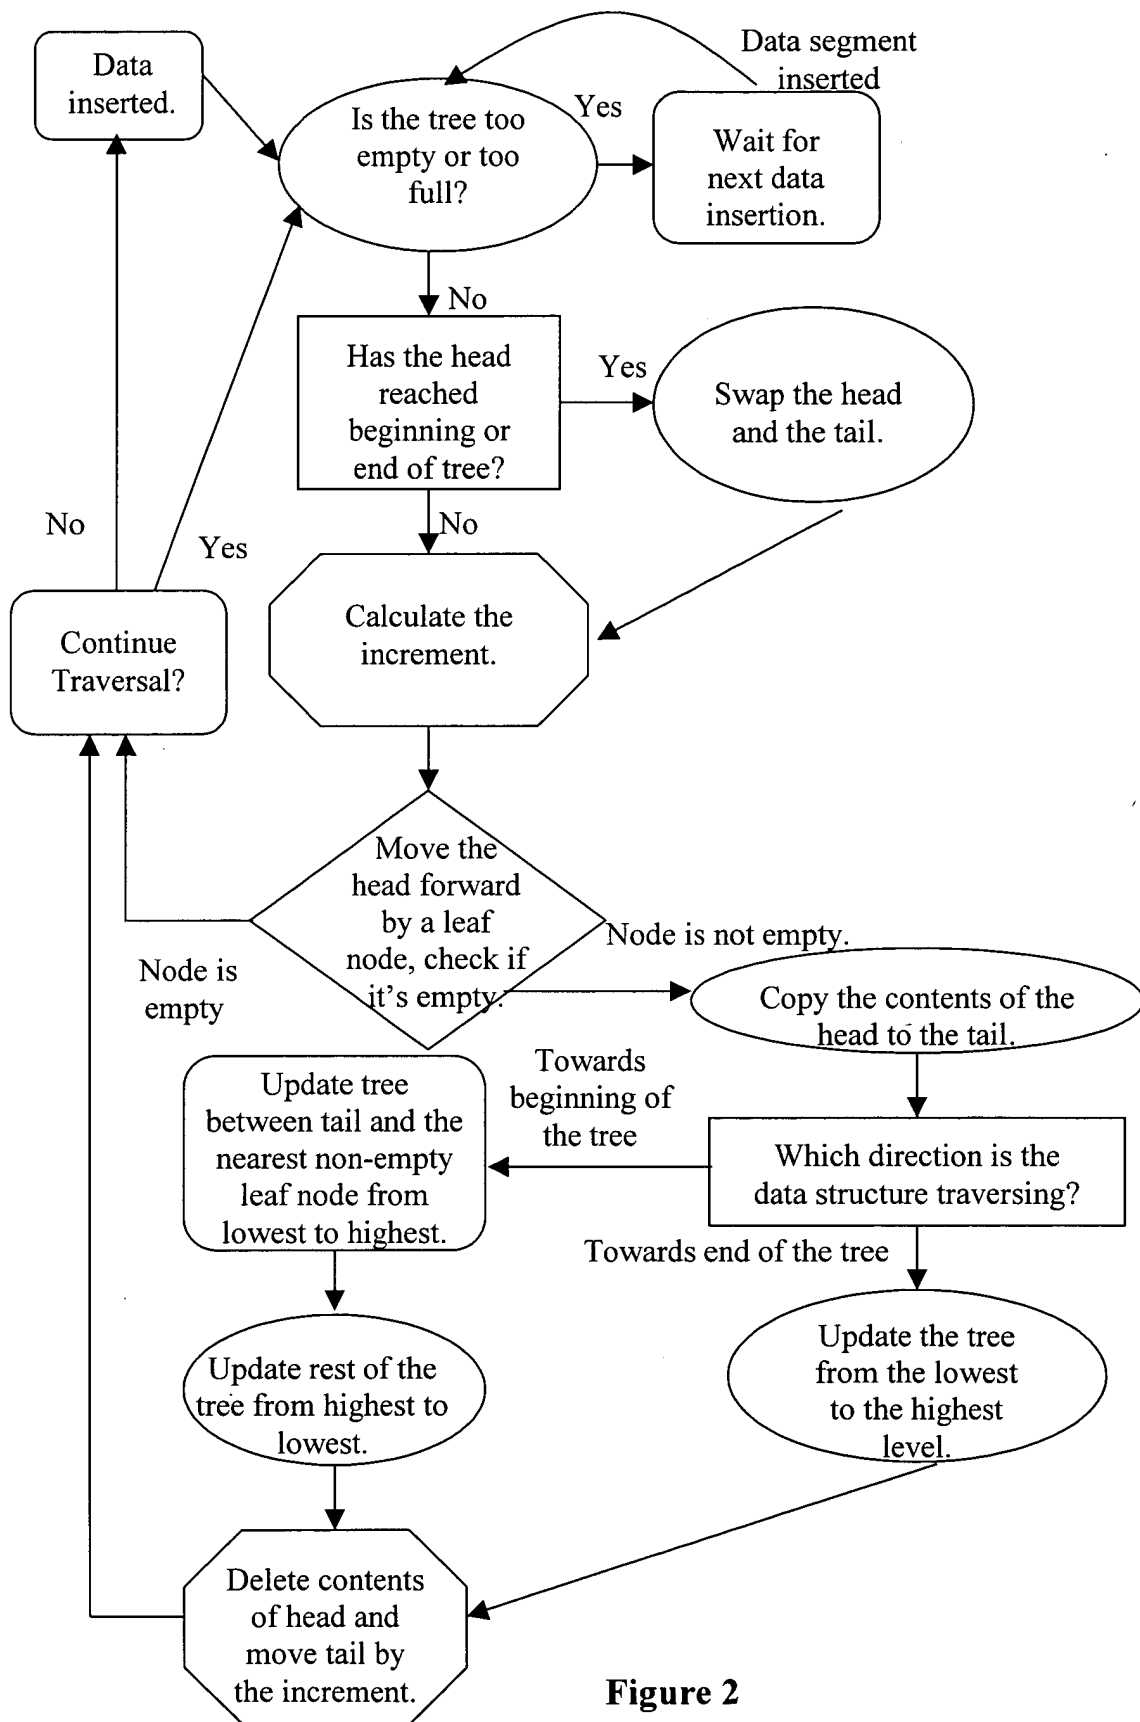 Data
inserted.
Is the tree too
empty or too
full?
Yes
Data segment
inserted
Wait for
next data
insertion.
No
Has the head
reached
beginning or
end of tree?
Yes
Swap the head
and the tail.
No
Yes
No
Calculate the
increment.
Continue
Traversal?
Move the
head forward
by a leaf
node, check if
it's empty.
Node is
empty
Node is not empty.
Copy the contents of the
head to the tail.
Towards
beginning of
the tree
Which direction is the
data structure traversing?
Update tree
between tail and the
nearest non-empty
leaf node from
lowest to highest.
Towards end of the tree
Update rest of the
tree from highest to
lowest.
Update the tree
from the lowest
to the highest
level.
Delete contents
of head and
move tail by
the increment.
Figure 2